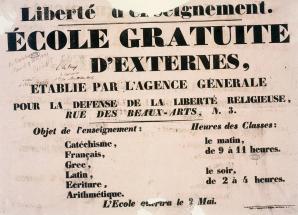 Liberté d'enseignement.
ÉCOLE GRATUITE
D'EXTERNES,
ETABLIE PAR L'AGENCE GÉNÉRALE
POUR LA DEFENSE DE LA LIBERTÉ RELIGIEUSE,
RUE DES BEAUX-ARTS, N. 3.
Objet de l'enseignement: Heures des Classes:
Catéchisme, le matin,
Français, de 9 à 11 heures.
Grec,
Latin, le soir,
Ecriture, de 2 à 4 heures.
Arithmétique.
L'Ecole ouvrira le 2 Mai.